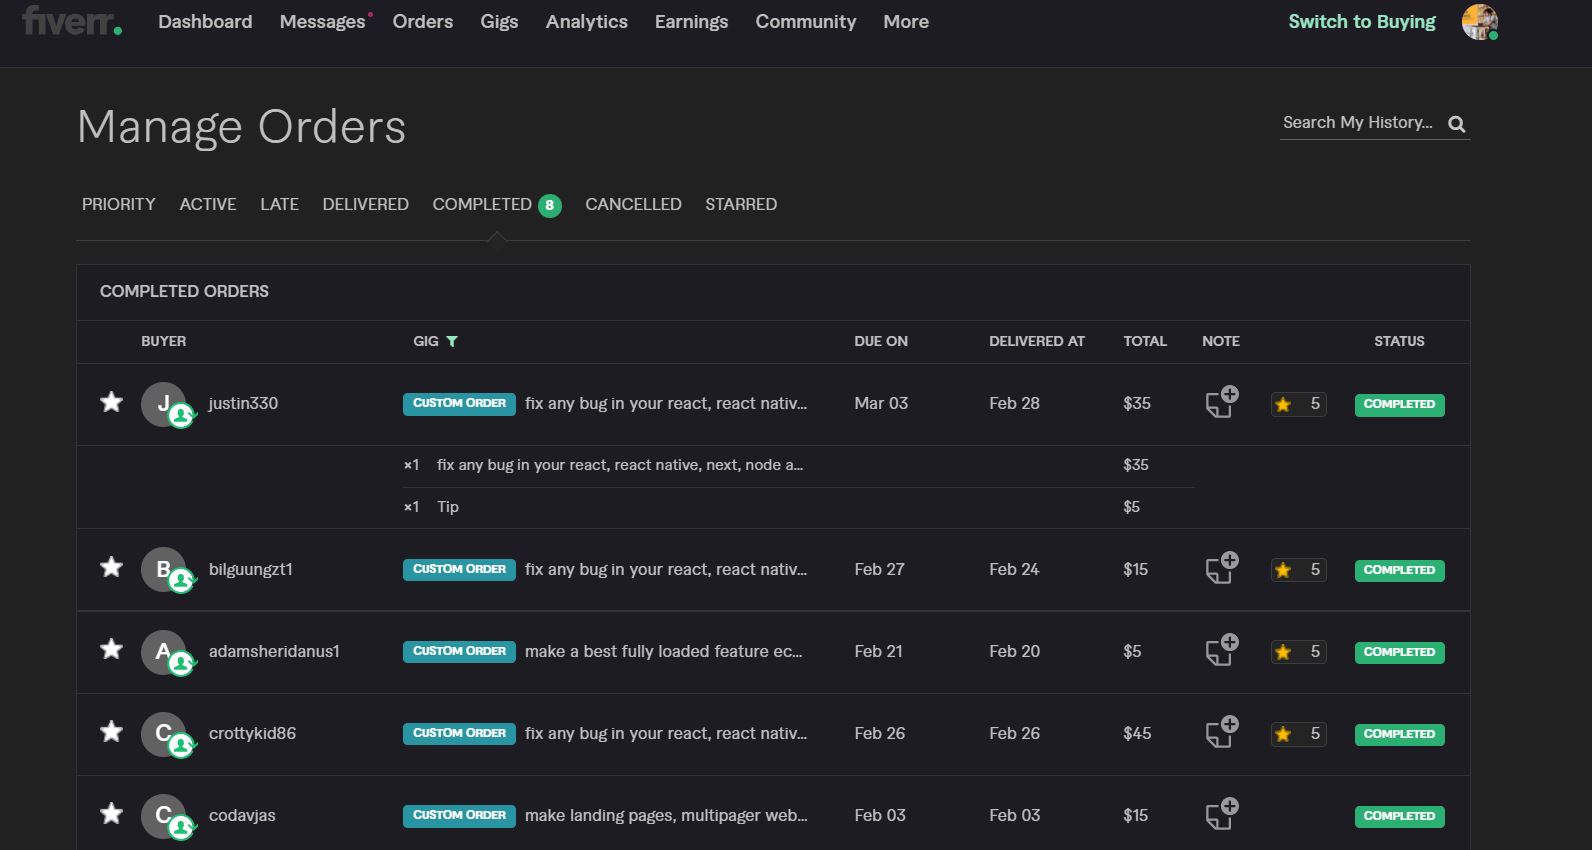 fiverr. Dashboard Messages Orders Gigs Analytics Earnings Community More Switch to Buying
Manage Orders
Search My History...
PRIORITY ACTIVE LATE DELIVERED COMPLETED 8 CANCELLED STARRED
COMPLETED ORDERS
BUYER GIG DUE ON DELIVERED AT TOTAL NOTE STATUS
J justin330 CUSTOM ORDER fix any bug in your react, react nativ... Mar 03 Feb 28 $35 5 COMPLETED
×1 fix any bug in your react, react native, next, node a... $35
×1 Tip $5
B bilguungzt1 CUSTOM ORDER fix any bug in your react, react nativ... Feb 27 Feb 24 $15 5 COMPLETED
A adamsheridanus1 CUSTOM ORDER make a best fully loaded feature ec... Feb 21 Feb 20 $5 5 COMPLETED
C crottykid86 CUSTOM ORDER fix any bug in your react, react nativ... Feb 26 Feb 26 $45 5 COMPLETED
C codavjas CUSTOM ORDER make landing pages, multipager web... Feb 03 Feb 03 $15 COMPLETED